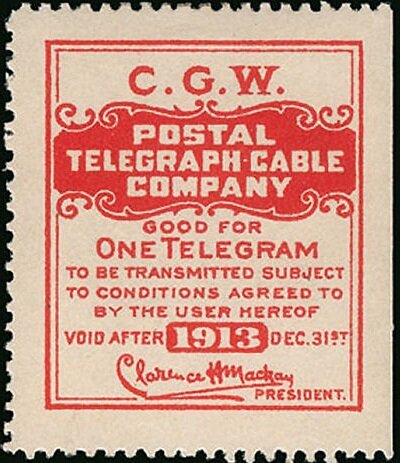 C.G.W.
POSTAL
TELEGRAPH-CABLE
COMPANY
GOOD FOR
ONE TELEGRAM
TO BE TRANSMITTED SUBJECT
TO CONDITIONS AGREED TO
BY THE USER HEREOF
VOID AFTER 1913 DEC. 31ST
Clarence H Mackay
PRESIDENT.